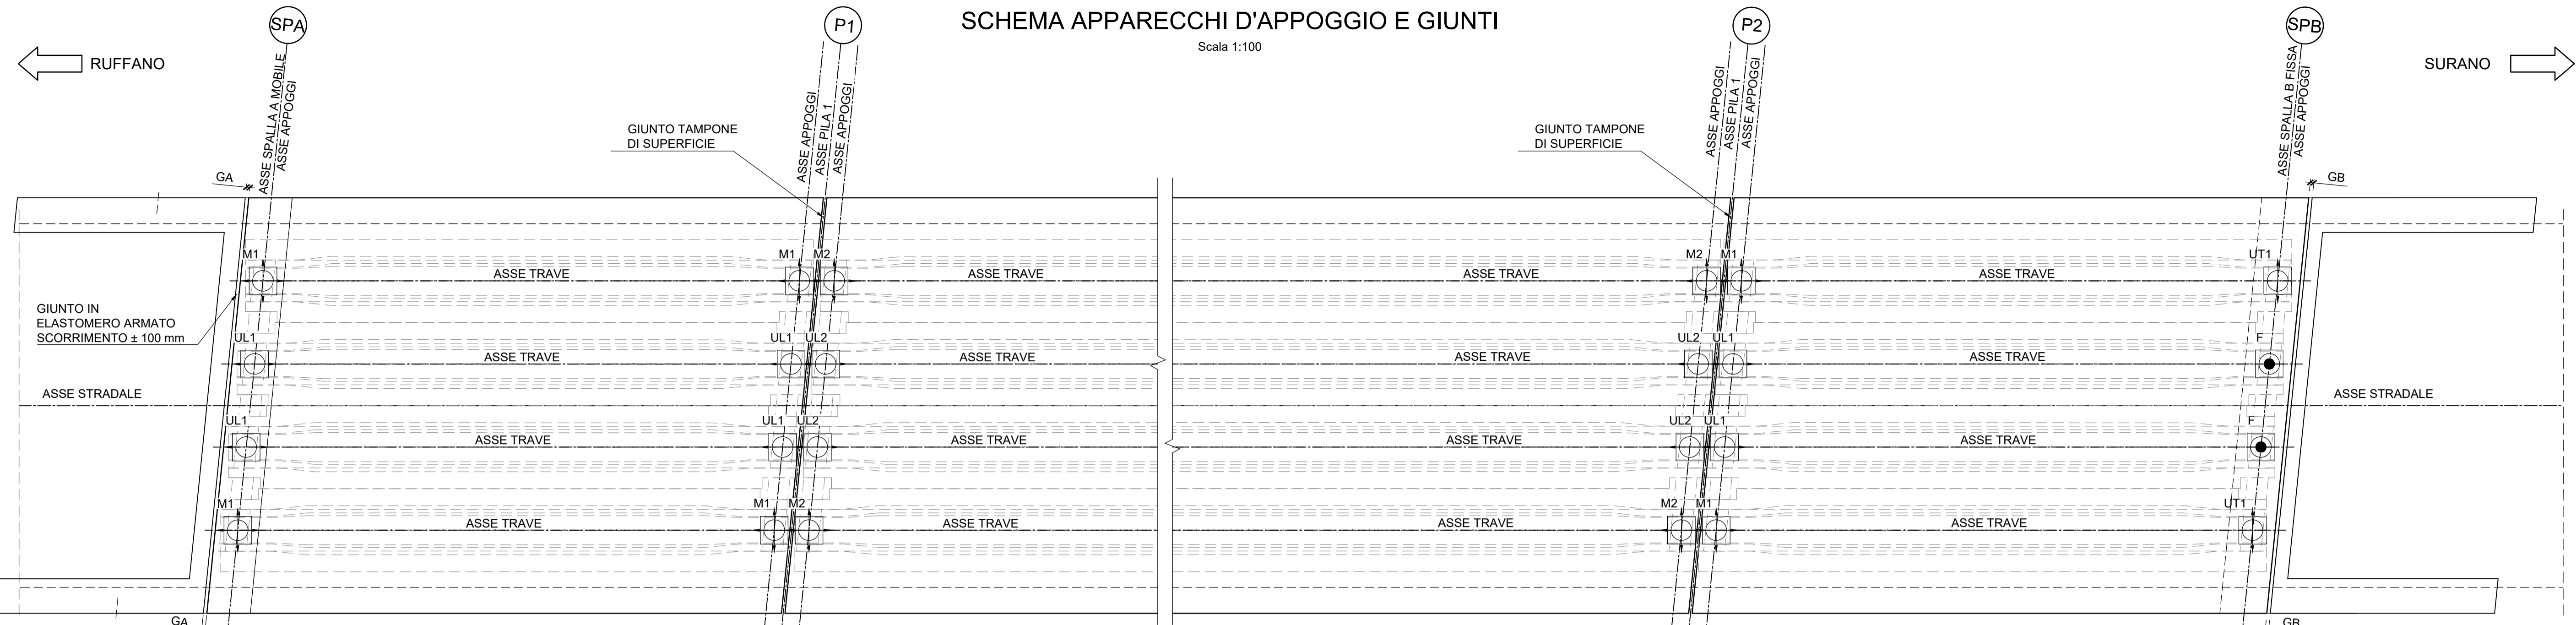 SCHEMA APPARECCHI D'APPOGGIO E GIUNTI
Scala 1:100
SPA
P1
P2
SPB
RUFFANO
SURANO
ASSE SPALLA A MOBILE
ASSE APPOGGI
ASSE APPOGGI
ASSE PILA 1
ASSE APPOGGI
ASSE APPOGGI
ASSE PILA 1
ASSE APPOGGI
ASSE SPALLA B FISSA
ASSE APPOGGI
GIUNTO TAMPONE
DI SUPERFICIE
GIUNTO TAMPONE
DI SUPERFICIE
GA
GB
M1
M1
M2
M2
M1
UT1
ASSE TRAVE
ASSE TRAVE
ASSE TRAVE
ASSE TRAVE
GIUNTO IN
ELASTOMERO ARMATO
SCORRIMENTO ± 100 mm
UL1
UL1
UL2
UL2
UL1
F
ASSE TRAVE
ASSE TRAVE
ASSE TRAVE
ASSE TRAVE
ASSE STRADALE
ASSE STRADALE
UL1
UL1
UL2
UL2
UL1
F
ASSE TRAVE
ASSE TRAVE
ASSE TRAVE
ASSE TRAVE
M1
M1
M2
M2
M1
UT1
ASSE TRAVE
ASSE TRAVE
ASSE TRAVE
ASSE TRAVE
GA
GB